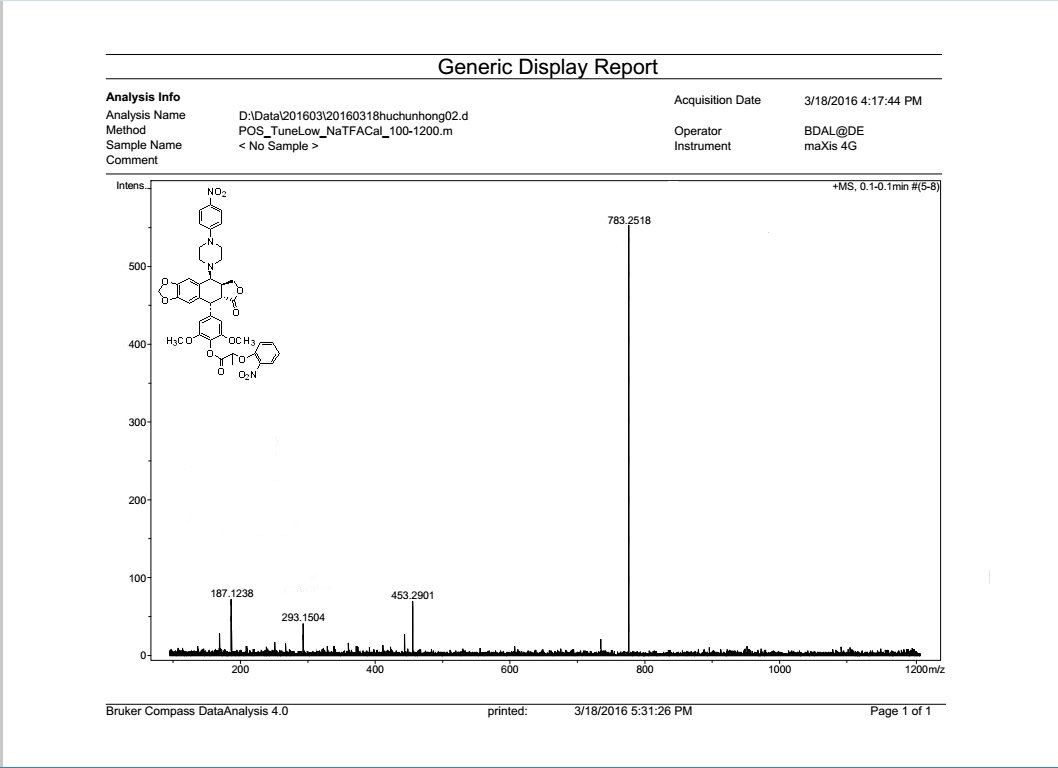 Generic Display Report
Analysis Info
Acquisition Date 3/18/2016 4:17:44 PM
Analysis Name D:\Data\201603\20160318huchunhong02.d
Method POS_TuneLow_NaTFACal_100-1200.m
Operator BDAL@DE
Sample Name < No Sample >
Instrument maXis 4G
Comment
Intens.
+MS, 0.1-0.1min #(5-8)
NO2
N
N
O
O
O
O
H3CO
OCH3
O
O
O
O2N
783.2518
500
400
300
200
100
0
187.1238
293.1504
453.2901
200 400 600 800 1000 1200 m/z
Bruker Compass DataAnalysis 4.0 printed: 3/18/2016 5:31:26 PM Page 1 of 1